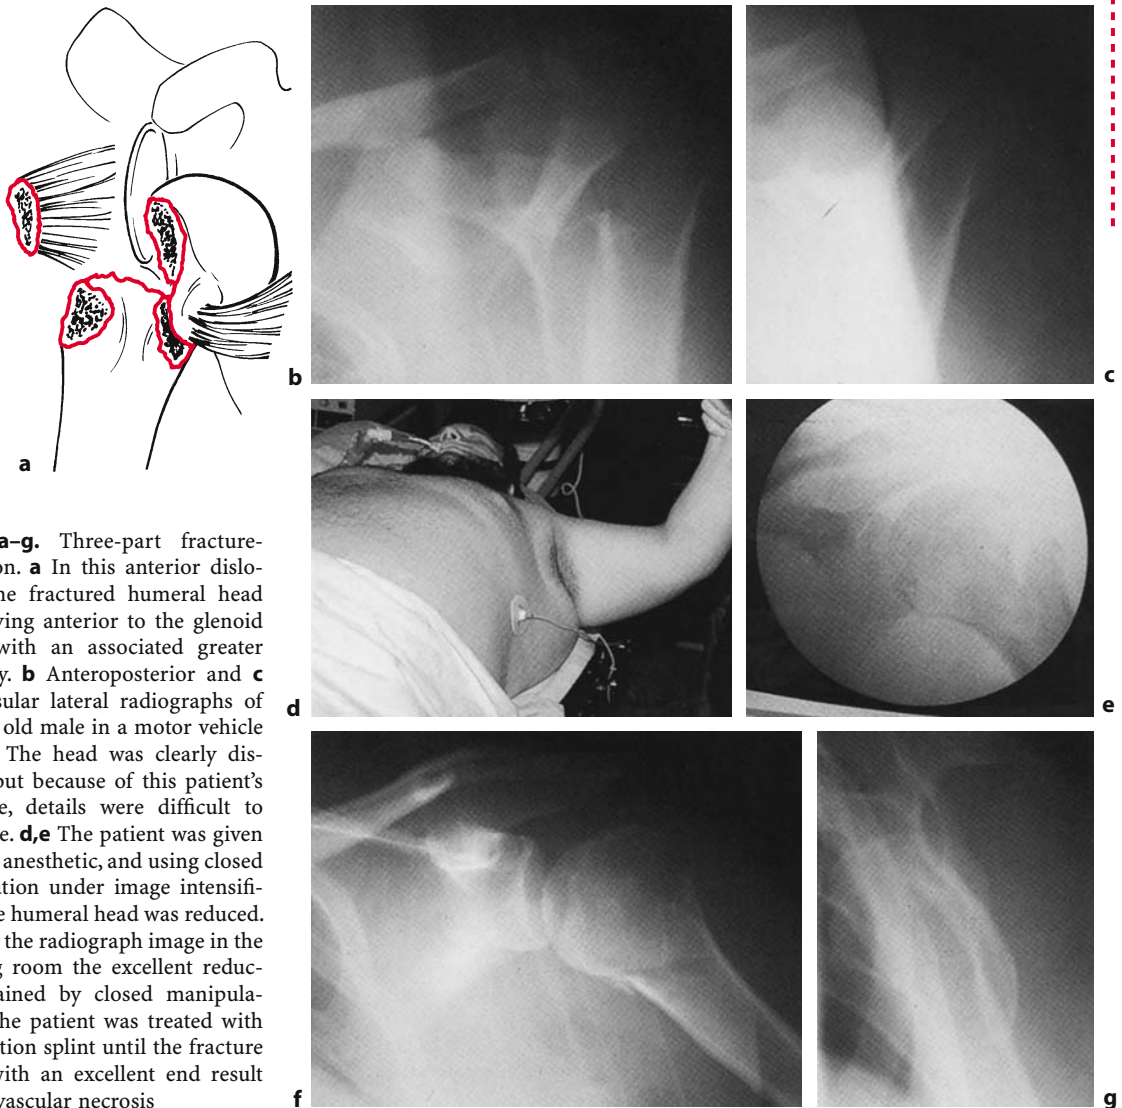 a
b
c
d
e
f
g
a–g. Three-part fracture-
on. a In this anterior dislo-
he fractured humeral head
ying anterior to the glenoid
with an associated greater
y. b Anteroposterior and c
sular lateral radiographs of
old male in a motor vehicle
The head was clearly dis-
but because of this patient’s
e, details were difficult to
e. d,e The patient was given
anesthetic, and using closed
ation under image intensifi-
e humeral head was reduced.
the radiograph image in the
g room the excellent reduc-
ained by closed manipula-
he patient was treated with
tion splint until the fracture
with an excellent end result
vascular necrosis